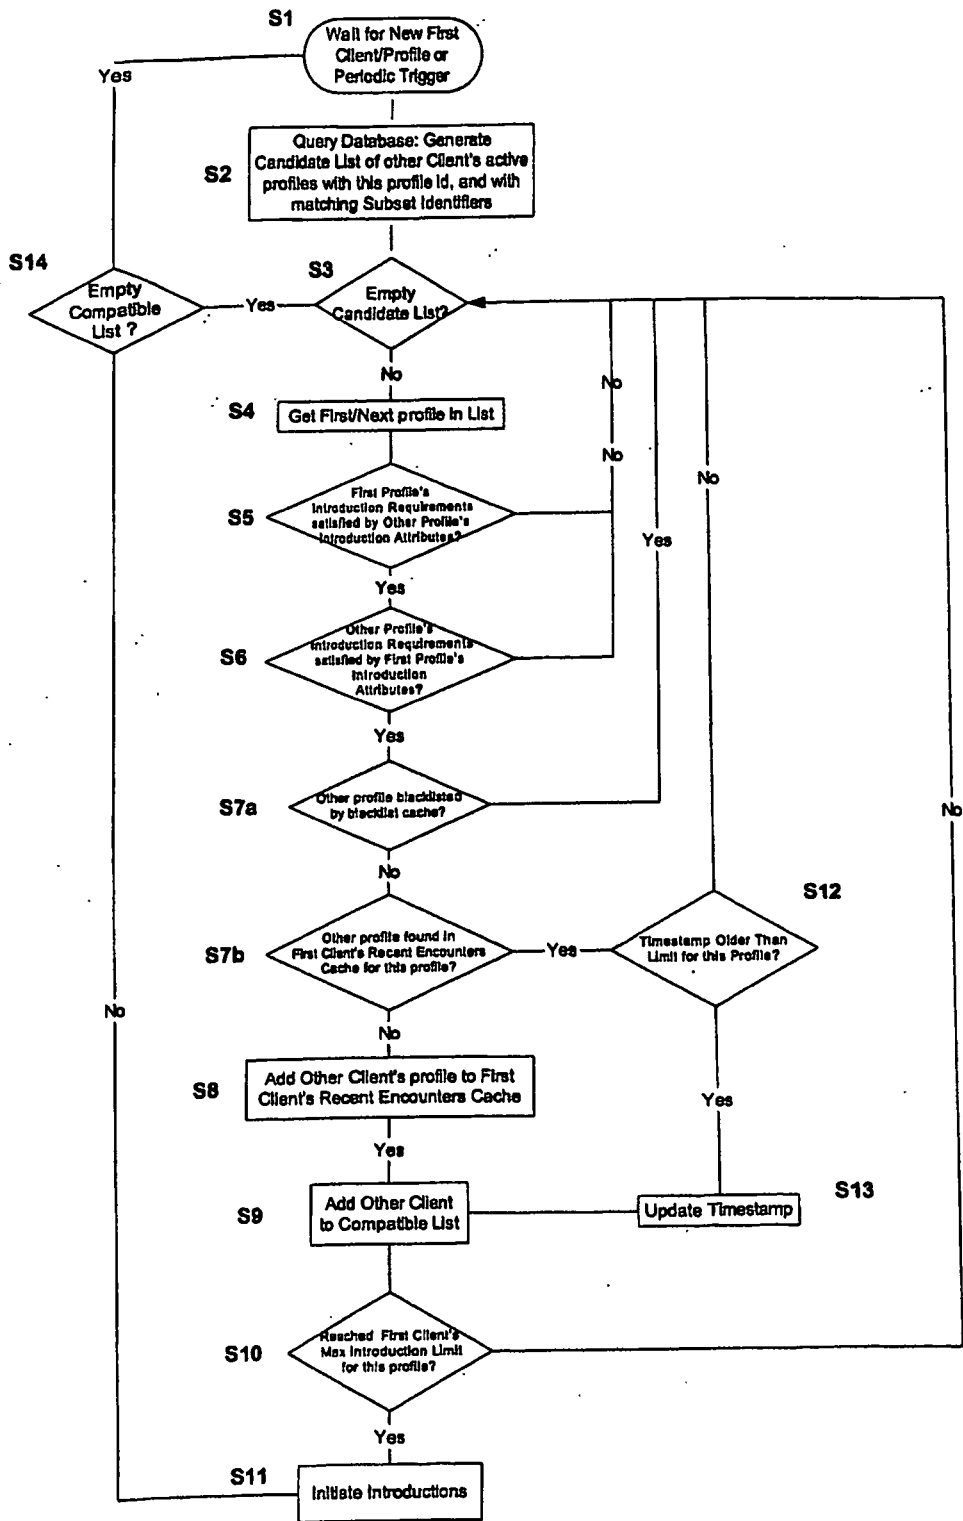 S1
Wait for New First
Client/Profile or
Periodic Trigger
Yes
S2
Query Database: Generate
Candidate List of other Client's active
profiles with this profile id, and with
matching Subset Identifiers
S14
Empty
Compatible
List ?
Yes
S3
Empty
Candidate List?
No
No
S4
Get First/Next profile in List
No
No
S5
First Profile's
Introduction Requirements
satisfied by Other Profile's
Introduction Attributes?
Yes
Yes
S6
Other Profile's
Introduction Requirements
satisfied by First Profile's
Introduction
Attributes?
Yes
S7a
Other profile blacklisted
by blacklist cache?
No
No
S12
S7b
Other profile found in
First Client's Recent Encounters
Cache for this profile?
Yes
Timestamp Older Than
Limit for this Profile?
No
No
S8
Add Other Client's profile to First
Client's Recent Encounters Cache
Yes
Yes
S13
S9
Add Other Client
to Compatible List
Update Timestamp
S10
Reached First Client's
Max Introduction Limit
for this profile?
Yes
S11
Initiate Introductions